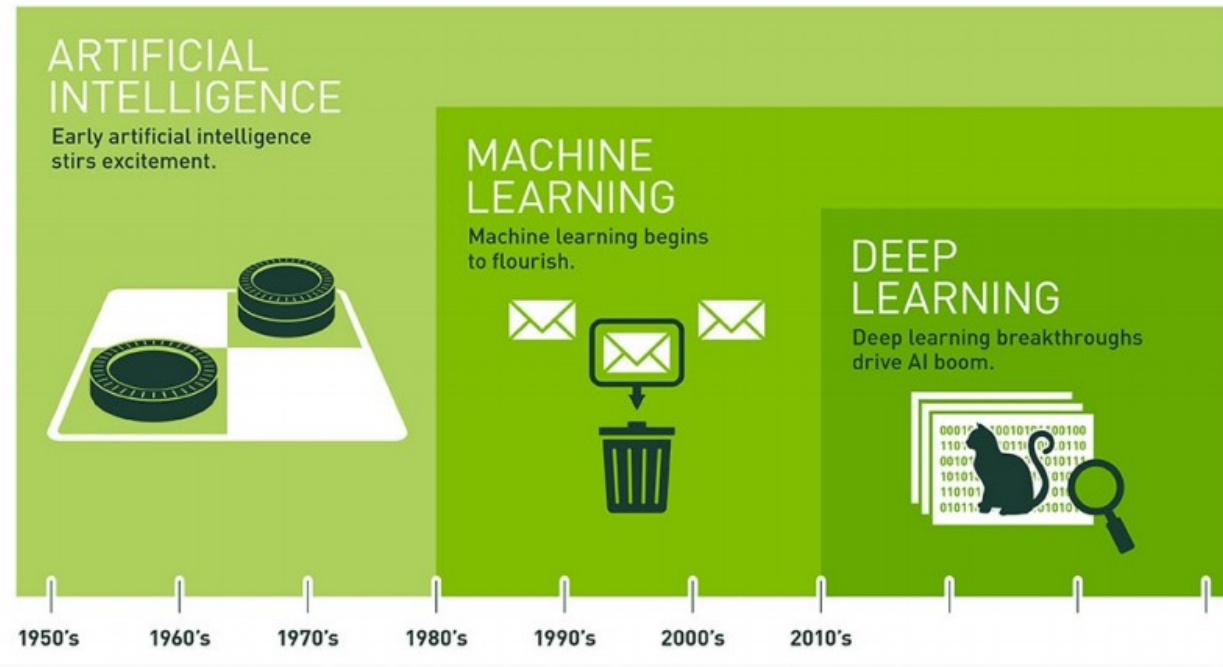 ARTIFICIAL
INTELLIGENCE
Early artificial intelligence
stirs excitement.
MACHINE
LEARNING
Machine learning begins
to flourish.
DEEP
LEARNING
Deep learning breakthroughs
drive AI boom.
1950's 1960's 1970's 1980's 1990's 2000's 2010's